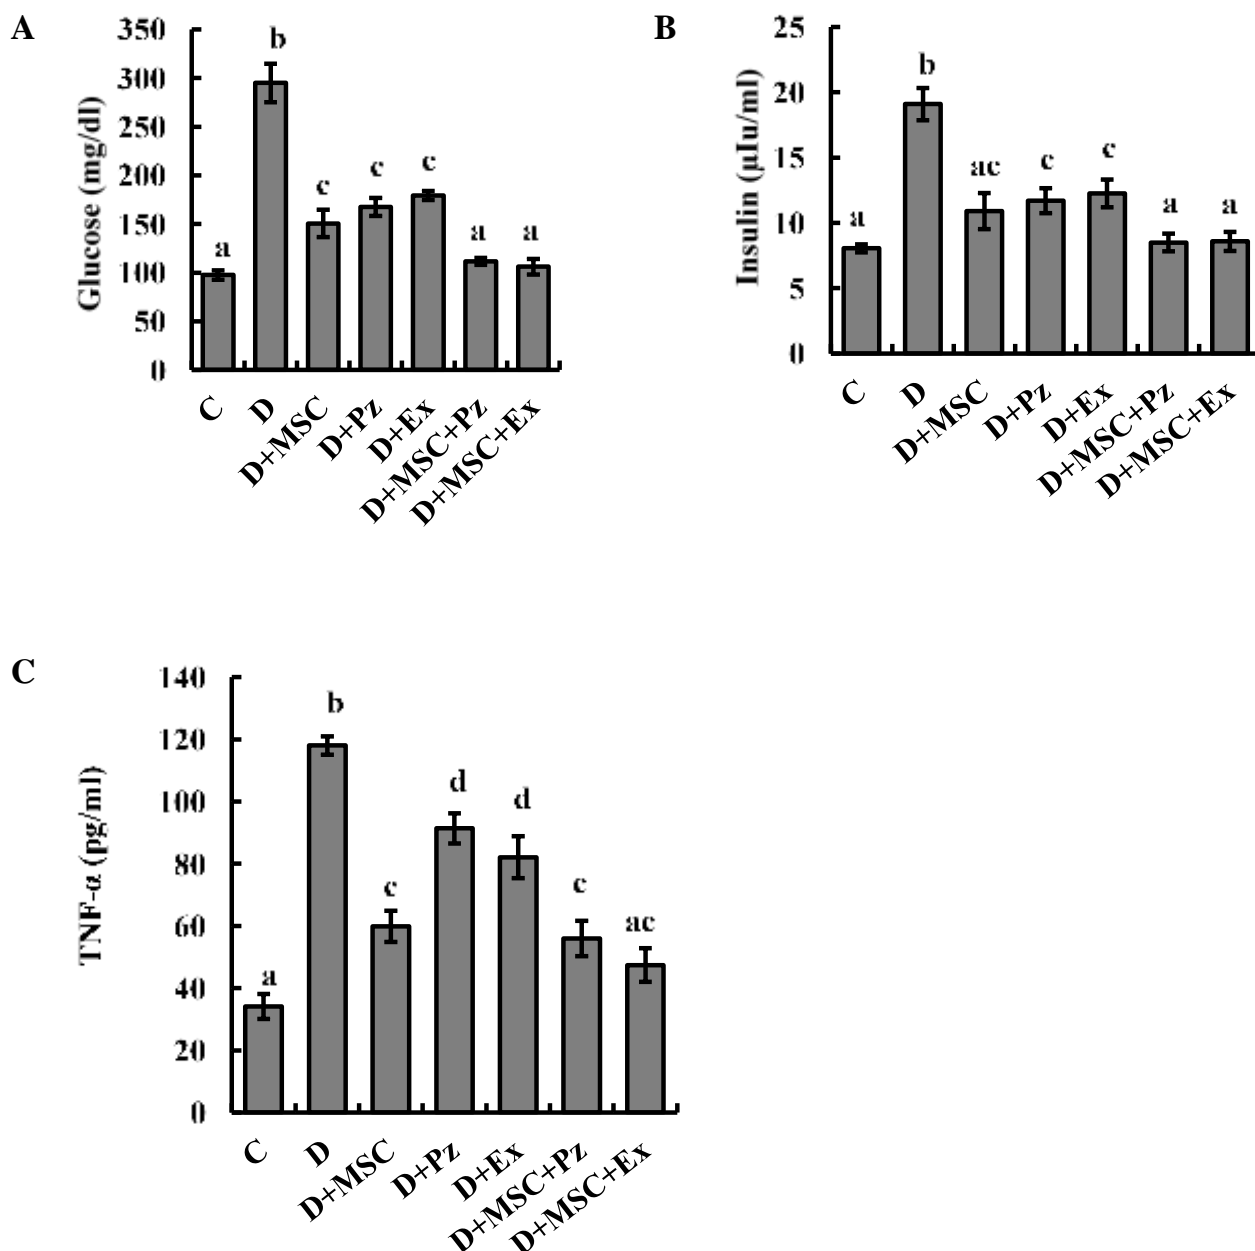 A
Glucose (mg/dl)
350
300
250
200
150
100
50
0
a
b
c
c
c
a
a
C
D
D+MSC
D+Pz
D+Ex
D+MSC+Pz
D+MSC+Ex
B
Insulin (µIu/ml)
25
20
15
10
5
0
a
b
ac
c
c
a
a
C
D
D+MSC
D+Pz
D+Ex
D+MSC+Pz
D+MSC+Ex
C
TNF-α (pg/ml)
140
120
100
80
60
40
20
0
a
b
c
d
d
c
ac
C
D
D+MSC
D+Pz
D+Ex
D+MSC+Pz
D+MSC+Ex